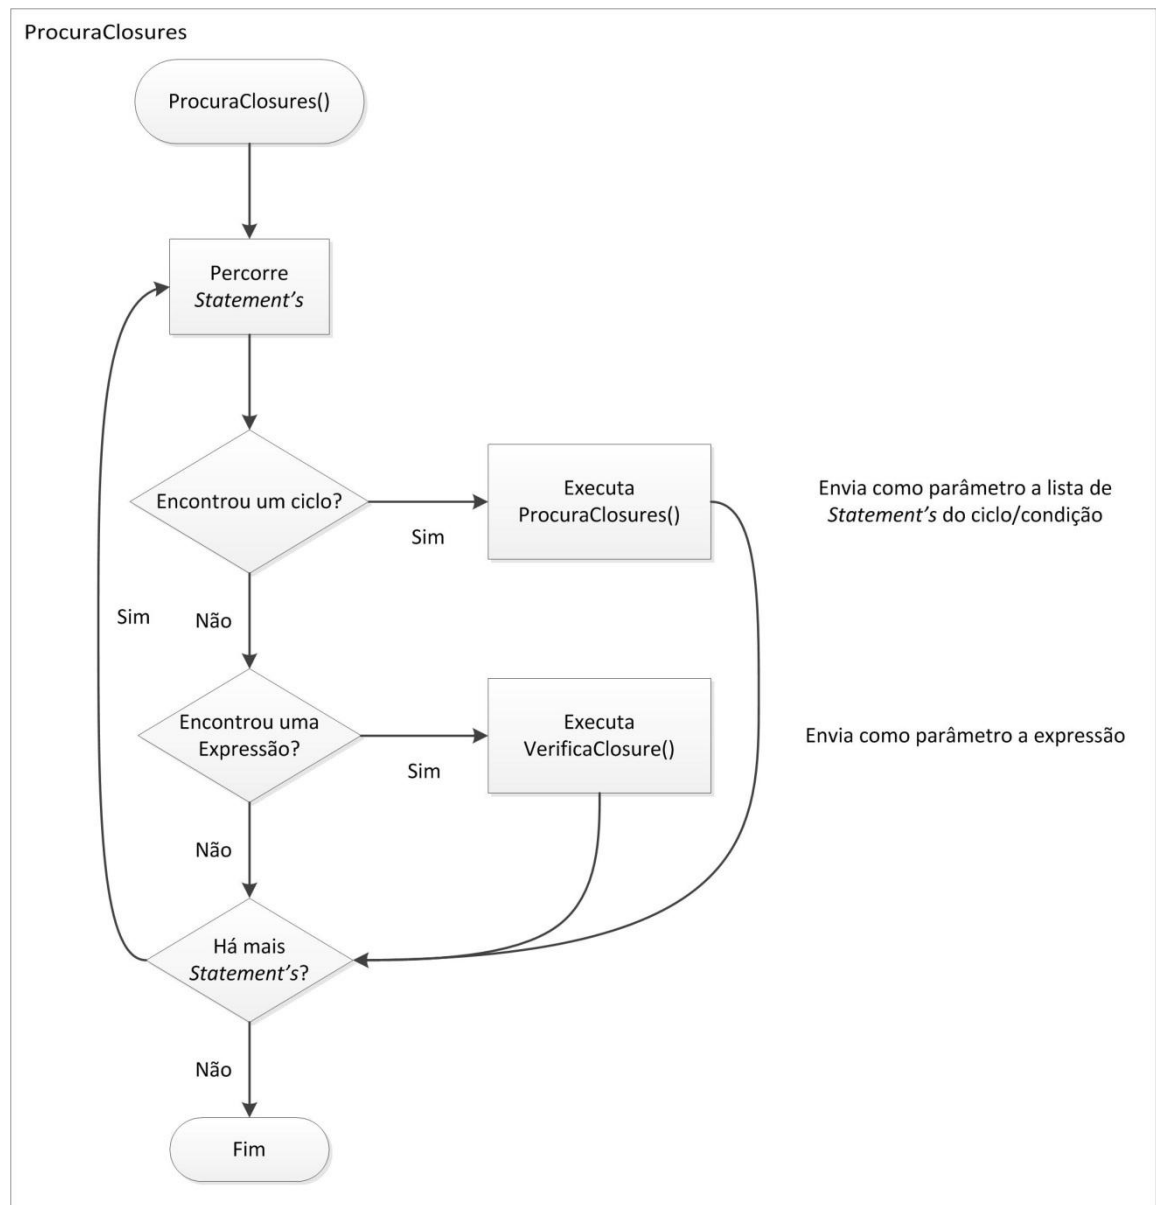 ProcuraClosures
ProcuraClosures()
Percorre
Statement’s
Encontrou um ciclo?
Sim
Executa
ProcuraClosures()
Envia como parâmetro a lista de
Statement’s do ciclo/condição
Sim
Não
Encontrou uma
Expressão?
Sim
Executa
VerificaClosure()
Envia como parâmetro a expressão
Não
Há mais
Statement’s?
Não
Fim